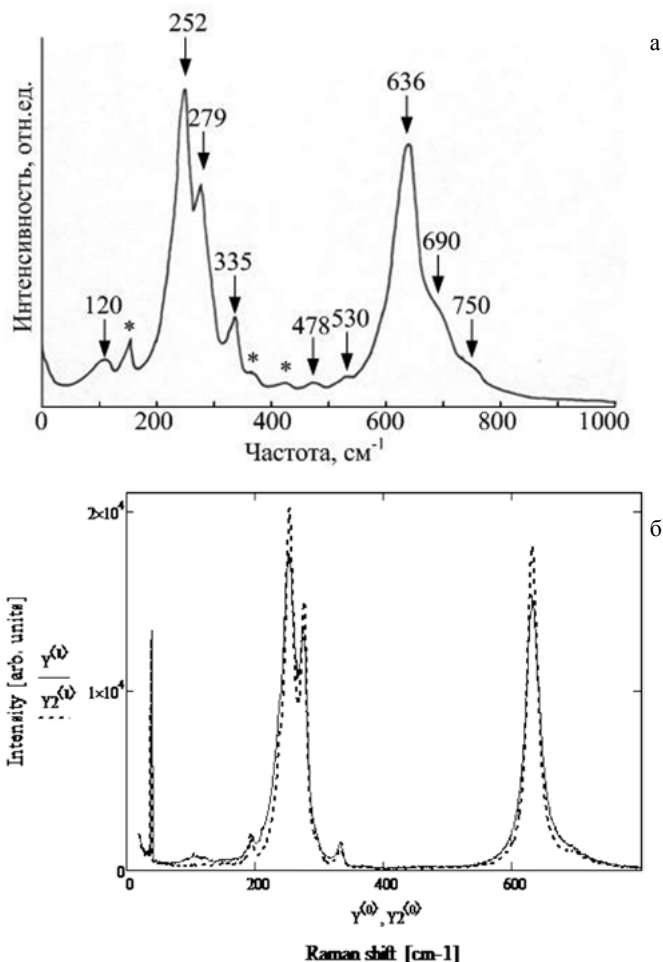 а
Интенсивность, отн.ед.
252
279
335
120
*
*
*
478
530
636
690
750
0
200
400
600
800
1000
Частота, см⁻¹
б
Intensity [arb. units]
Y⟨1⟩
Y2⟨1⟩
2×10⁴
1×10⁴
0
0
200
400
600
Y⟨0⟩, Y2⟨0⟩
Raman shift [cm-1]